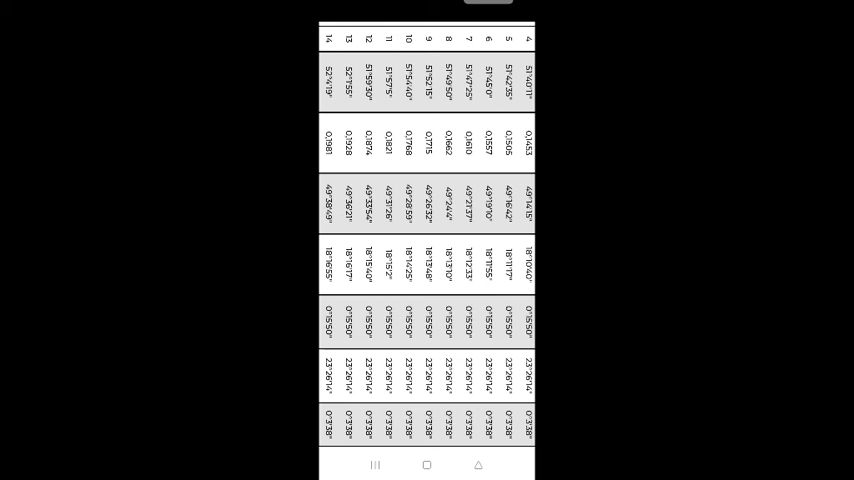 4 51°40'11" 0,1453 49°14'15" 18°10'40" 0°15'50" 23°26'14" 0°3'38"
5 51°42'35" 0,1505 49°16'42" 18°11'17" 0°15'50" 23°26'14" 0°3'38"
6 51°45'0" 0,1557 49°19'10" 18°11'55" 0°15'50" 23°26'14" 0°3'38"
7 51°47'25" 0,1610 49°21'37" 18°12'33" 0°15'50" 23°26'14" 0°3'38"
8 51°49'50" 0,1662 49°24'4" 18°13'10" 0°15'50" 23°26'14" 0°3'38"
9 51°52'15" 0,1715 49°26'32" 18°13'48" 0°15'50" 23°26'14" 0°3'38"
10 51°54'40" 0,1768 49°28'59" 18°14'25" 0°15'50" 23°26'14" 0°3'38"
11 51°57'5" 0,1821 49°31'26" 18°15'2" 0°15'50" 23°26'14" 0°3'38"
12 51°59'30" 0,1874 49°33'54" 18°15'40" 0°15'50" 23°26'14" 0°3'38"
13 52°1'55" 0,1928 49°36'21" 18°16'17" 0°15'50" 23°26'14" 0°3'38"
14 52°4'19" 0,1981 49°38'49" 18°16'55" 0°15'50" 23°26'14" 0°3'38"